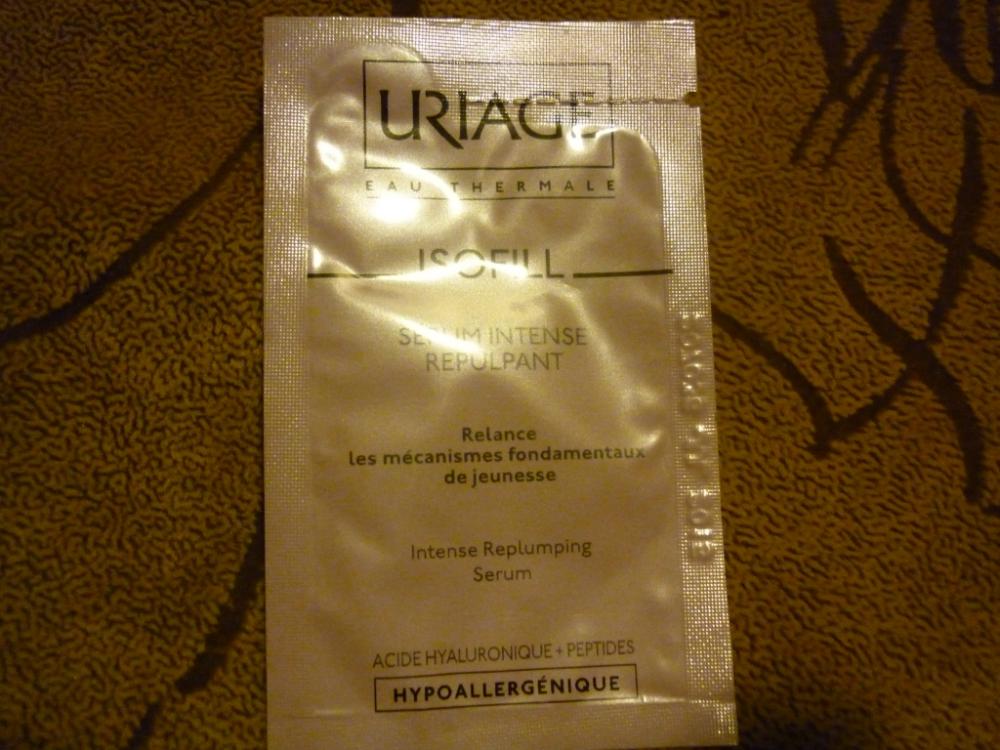 URIAGE
EAU THERMALE
ISOFILL
SÉRUM INTENSE
REPULPANT
Relance
les mécanismes fondamentaux
de jeunesse
Intense Replumping
Serum
ACIDE HYALURONIQUE + PEPTIDES
HYPOALLERGÉNIQUE